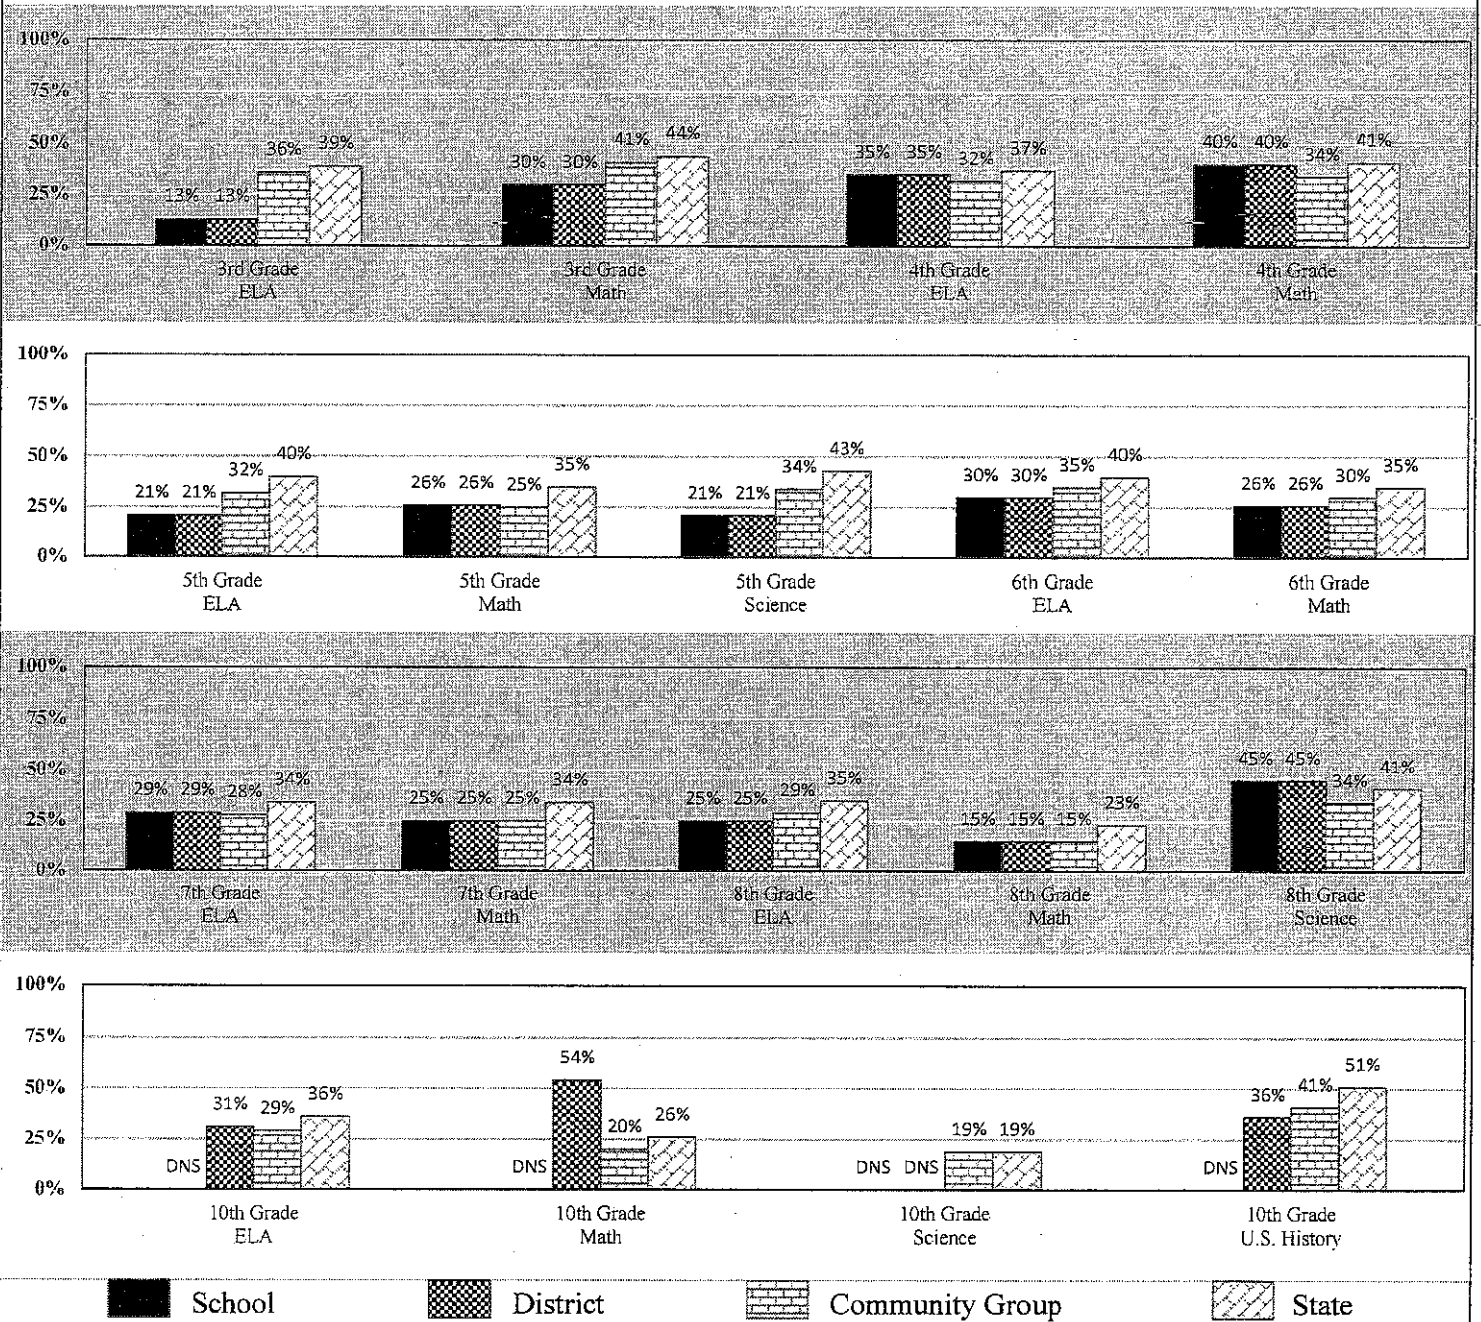 100%
75%
50%
25%
0%
13% 13% 36% 39%
30% 30% 41% 44%
35% 35% 32% 37%
40% 40% 34% 41%
3rd Grade
ELA
3rd Grade
Math
4th Grade
ELA
4th Grade
Math
100%
75%
50%
25%
0%
21% 21% 32% 40%
26% 26% 25% 35%
21% 21% 34% 43%
30% 30% 35% 40%
26% 26% 30% 35%
5th Grade
ELA
5th Grade
Math
5th Grade
Science
6th Grade
ELA
6th Grade
Math
100%
75%
50%
25%
0%
29% 29% 28% 34%
25% 25% 25% 34%
25% 25% 29% 35%
15% 15% 15% 23%
45% 45% 34% 41%
7th Grade
ELA
7th Grade
Math
8th Grade
ELA
8th Grade
Math
8th Grade
Science
100%
75%
50%
25%
0%
DNS 31% 29% 36%
DNS 54% 20% 26%
DNS DNS 19% 19%
DNS 36% 41% 51%
10th Grade
ELA
10th Grade
Math
10th Grade
Science
10th Grade
U.S. History
School
District
Community Group
State